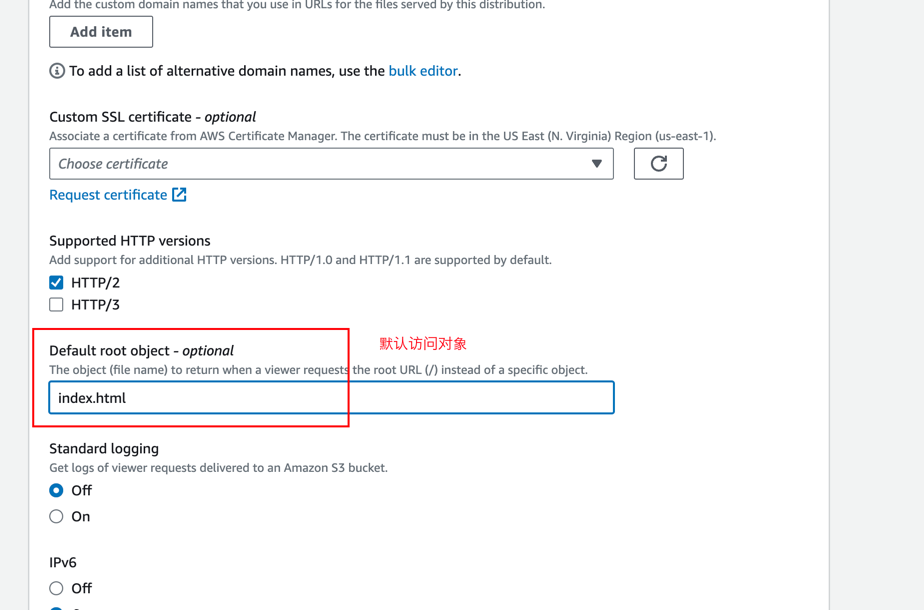 Add the custom domain names that you use in URLs for the files served by this distribution.
Add item
To add a list of alternative domain names, use the bulk editor.
Custom SSL certificate - optional
Associate a certificate from AWS Certificate Manager. The certificate must be in the US East (N. Virginia) Region (us-east-1).
Choose certificate
Request certificate
Supported HTTP versions
Add support for additional HTTP versions. HTTP/1.0 and HTTP/1.1 are supported by default.
HTTP/2
HTTP/3
默认访问对象
Default root object - optional
The object (file name) to return when a viewer requests the root URL (/) instead of a specific object.
index.html
Standard logging
Get logs of viewer requests delivered to an Amazon S3 bucket.
Off
On
IPv6
Off